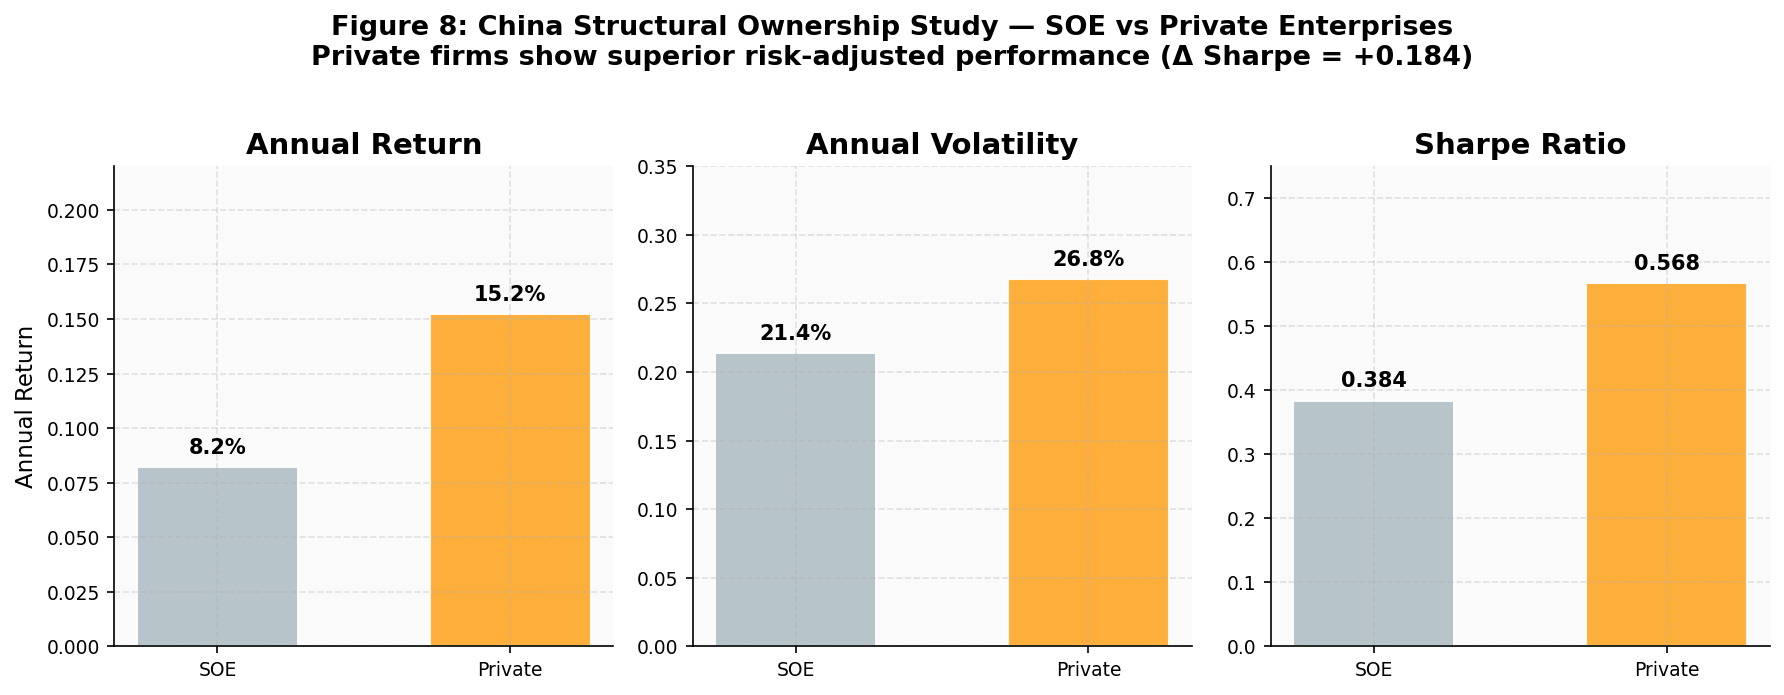 Figure 8: China Structural Ownership Study — SOE vs Private Enterprises
Private firms show superior risk-adjusted performance (Δ Sharpe = +0.184)
Annual Return
Annual Return
0.200
0.175
0.150
0.125
0.100
0.075
0.050
0.025
0.000
8.2%
15.2%
SOE
Private
Annual Volatility
0.35
0.30
0.25
0.20
0.15
0.10
0.05
0.00
21.4%
26.8%
SOE
Private
Sharpe Ratio
0.7
0.6
0.5
0.4
0.3
0.2
0.1
0.0
0.384
0.568
SOE
Private